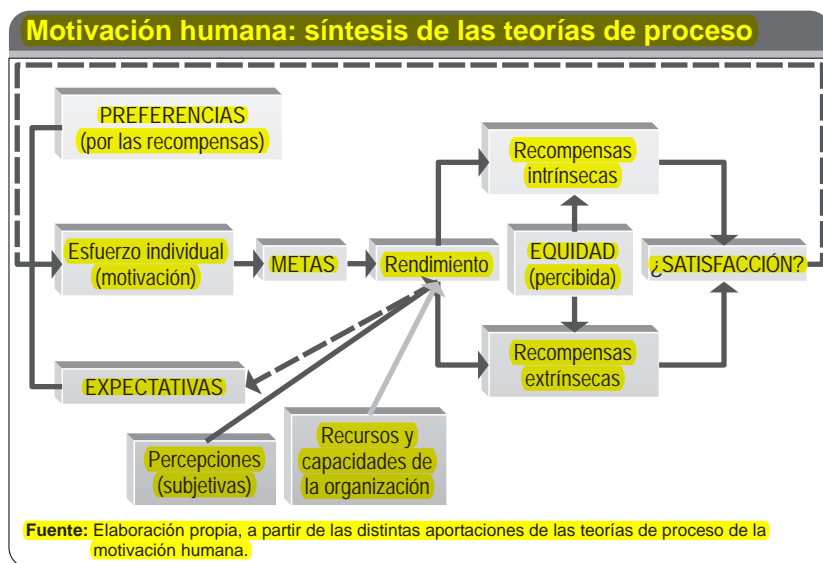 Motivación humana: síntesis de las teorías de proceso
PREFERENCIAS
(por las recompensas)
Recompensas
intrínsecas
Esfuerzo individual
(motivación)
METAS
Rendimiento
EQUIDAD
(percibida)
¿SATISFACCIÓN?
Recompensas
extrínsecas
EXPECTATIVAS
Percepciones
(subjetivas)
Recursos y
capacidades de
la organización
Fuente: Elaboración propia, a partir de las distintas aportaciones de las teorías de proceso de la
motivación humana.